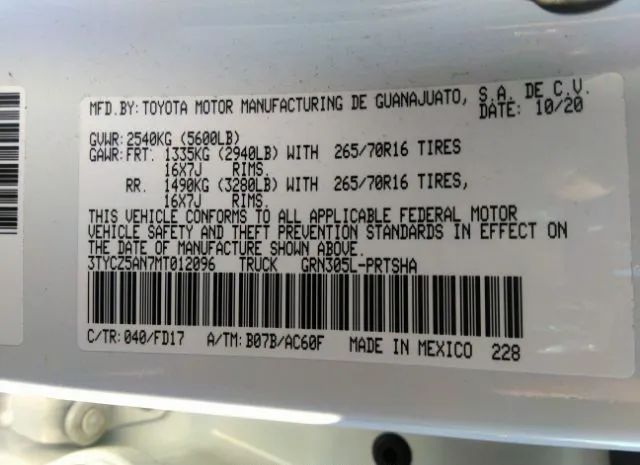 MFD.BY: TOYOTA MOTOR MANUFACTURING DE GUANAJUATO, S.A. DE C.V.
DATE: 10/20
GVWR: 2540KG (5600LB)
GAWR: FRT. 1335KG (2940LB) WITH 265/70R16 TIRES
16X7J RIMS.
RR. 1490KG (3280LB) WITH 265/70R16 TIRES,
16X7J RIMS.
THIS VEHICLE CONFORMS TO ALL APPLICABLE FEDERAL MOTOR
VEHICLE SAFETY AND THEFT PREVENTION STANDARDS IN EFFECT
ON THE DATE OF MANUFACTURE SHOWN ABOVE.
3TYCZ5AN7MT012096 TRUCK GRN305L-PRTSHA
C/TR: 040/FD17 A/TM: B07B/AC60F MADE IN MEXICO 228